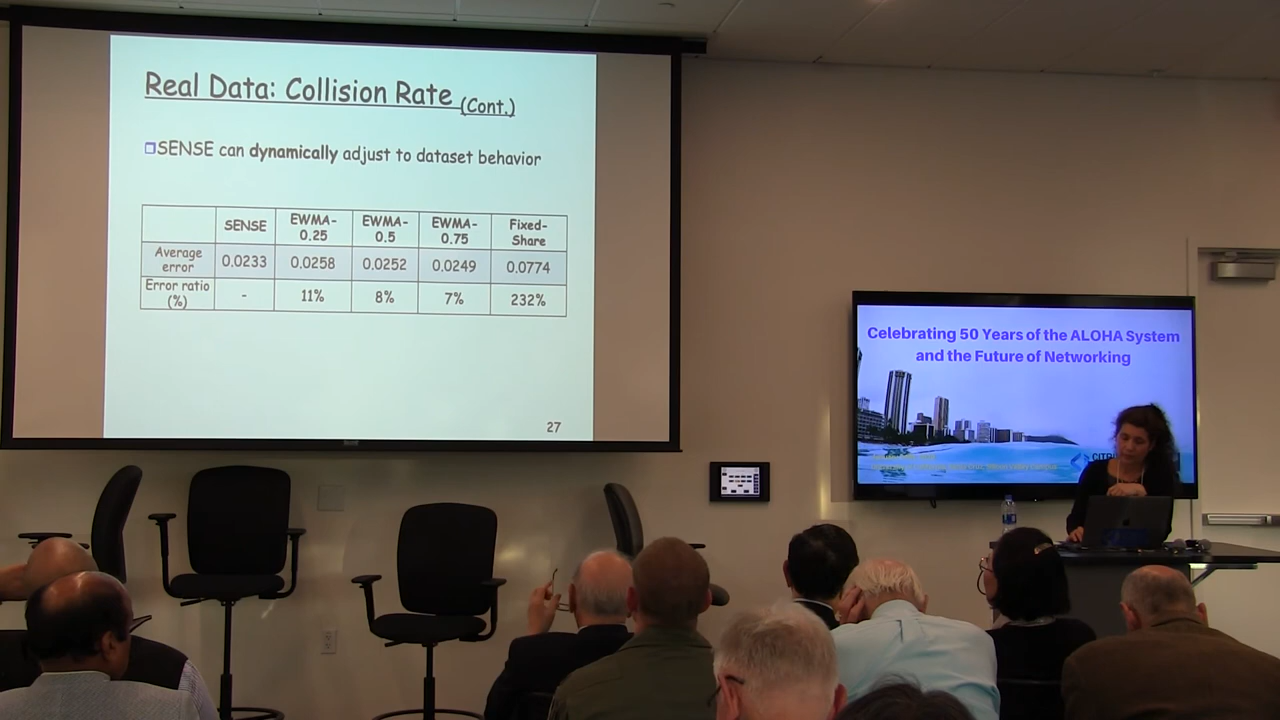 Real Data: Collision Rate (Cont.)
SENSE can dynamically adjust to dataset behavior
SENSE EWMA-0.25 EWMA-0.5 EWMA-0.75 Fixed-Share
Average error 0.0233 0.0258 0.0252 0.0249 0.0774
Error ratio (%) - 11% 8% 7% 232%
27
Celebrating 50 Years of the ALOHA System
and the Future of Networking